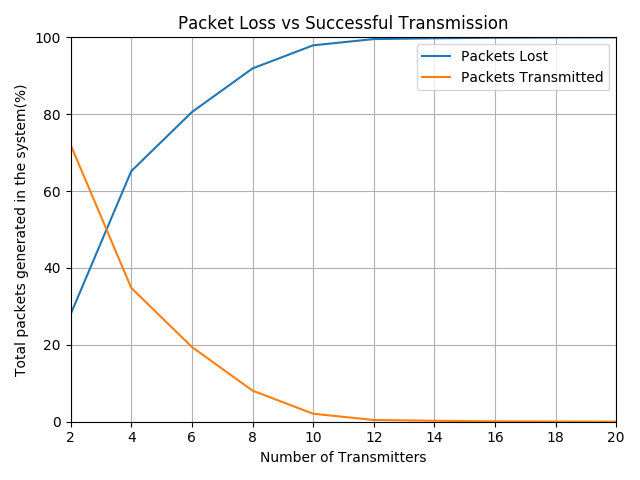 Packet Loss vs Successful Transmission
Total packets generated in the system(%)
100
80
60
40
20
0
Packets Lost
Packets Transmitted
2 4 6 8 10 12 14 16 18 20
Number of Transmitters